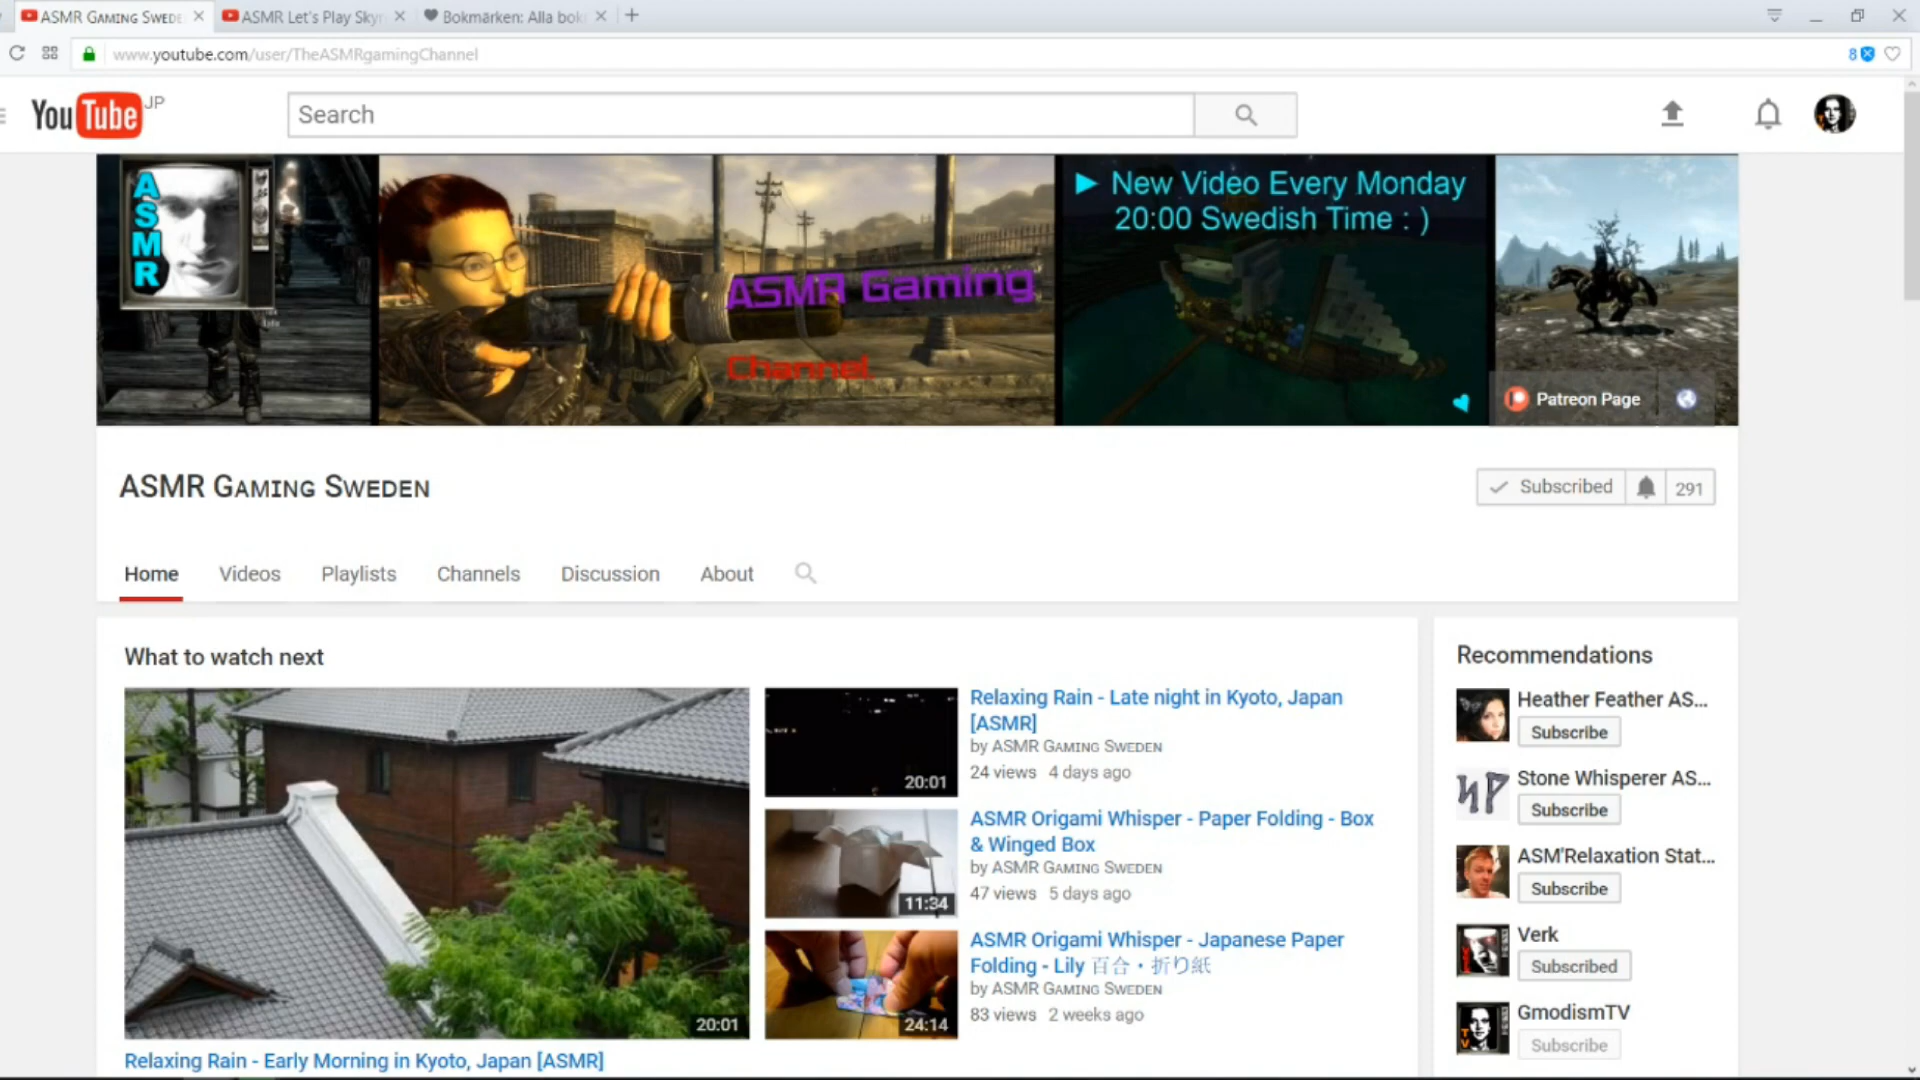 ASMR Gaming Swede
ASMR Let's Play Sky
Bokmärken: Alla bok
www.youtube.com/user/TheASMRgamingChannel
8
YouTube JP
Search
ASMR
New Video Every Monday
20:00 Swedish Time : )
ASMR Gaming
Channel
Patreon Page
ASMR Gaming Sweden
Subscribed
291
Home
Videos
Playlists
Channels
Discussion
About
What to watch next
20:01
Relaxing Rain - Early Morning in Kyoto, Japan [ASMR]
20:01
Relaxing Rain - Late night in Kyoto, Japan
[ASMR]
by ASMR Gaming Sweden
24 views 4 days ago
11:34
ASMR Origami Whisper - Paper Folding - Box
& Winged Box
by ASMR Gaming Sweden
47 views 5 days ago
24:14
ASMR Origami Whisper - Japanese Paper
Folding - Lily 百合・折り紙
by ASMR Gaming Sweden
83 views 2 weeks ago
Recommendations
Heather Feather AS...
Subscribe
Stone Whisperer AS...
Subscribe
ASM'Relaxation Stat...
Subscribe
Verk
Subscribed
GmodismTV
Subscribe
TV